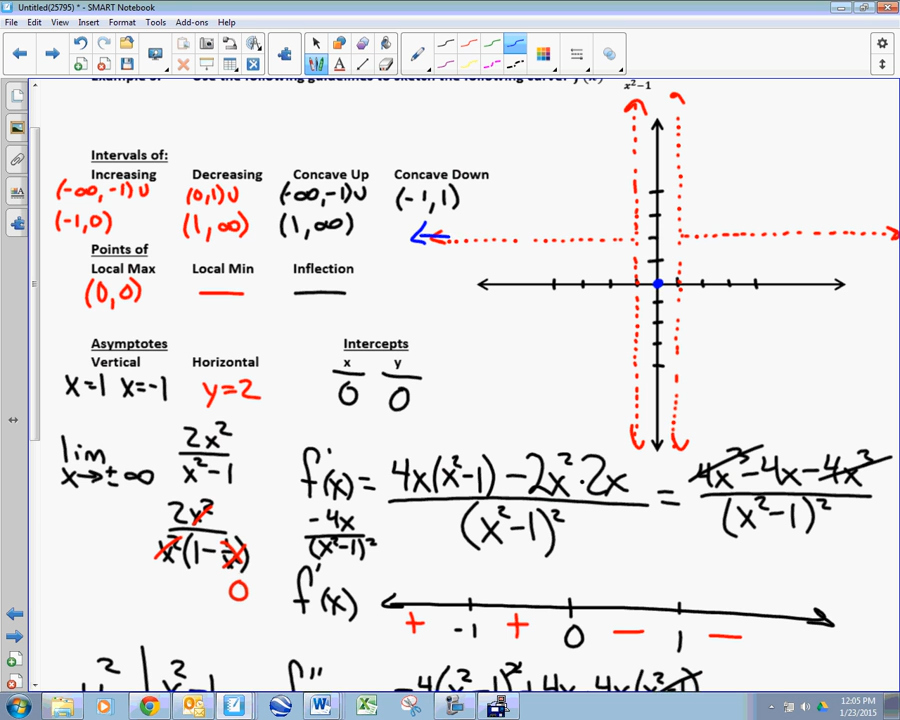 Untitled(25795) * - SMART Notebook
File Edit View Insert Format Tools Add-ons Help
x²-1
Intervals of:
Increasing Decreasing Concave Up Concave Down
(-∞,-1)∪ (0,1)∪ (-∞,-1)∪ (-1,1)
(-1,0) (1,∞) (1,∞)
Points of
Local Max Local Min Inflection
(0,0) — —
Asymptotes Intercepts
Vertical Horizontal x y
x=1 x=-1 y=2 0 0
lim x→±∞ 2x²/(x²-1)
2x²/(x²(1-1/x²))
0
f'(x) = (4x(x²-1) - 2x²·2x)/(x²-1)² = (4x³-4x-4x³)/(x²-1)²
-4x/(x²-1)²
f'(x)
+ -1 + 0 — 1 —
f"
12:05 PM
1/23/2015